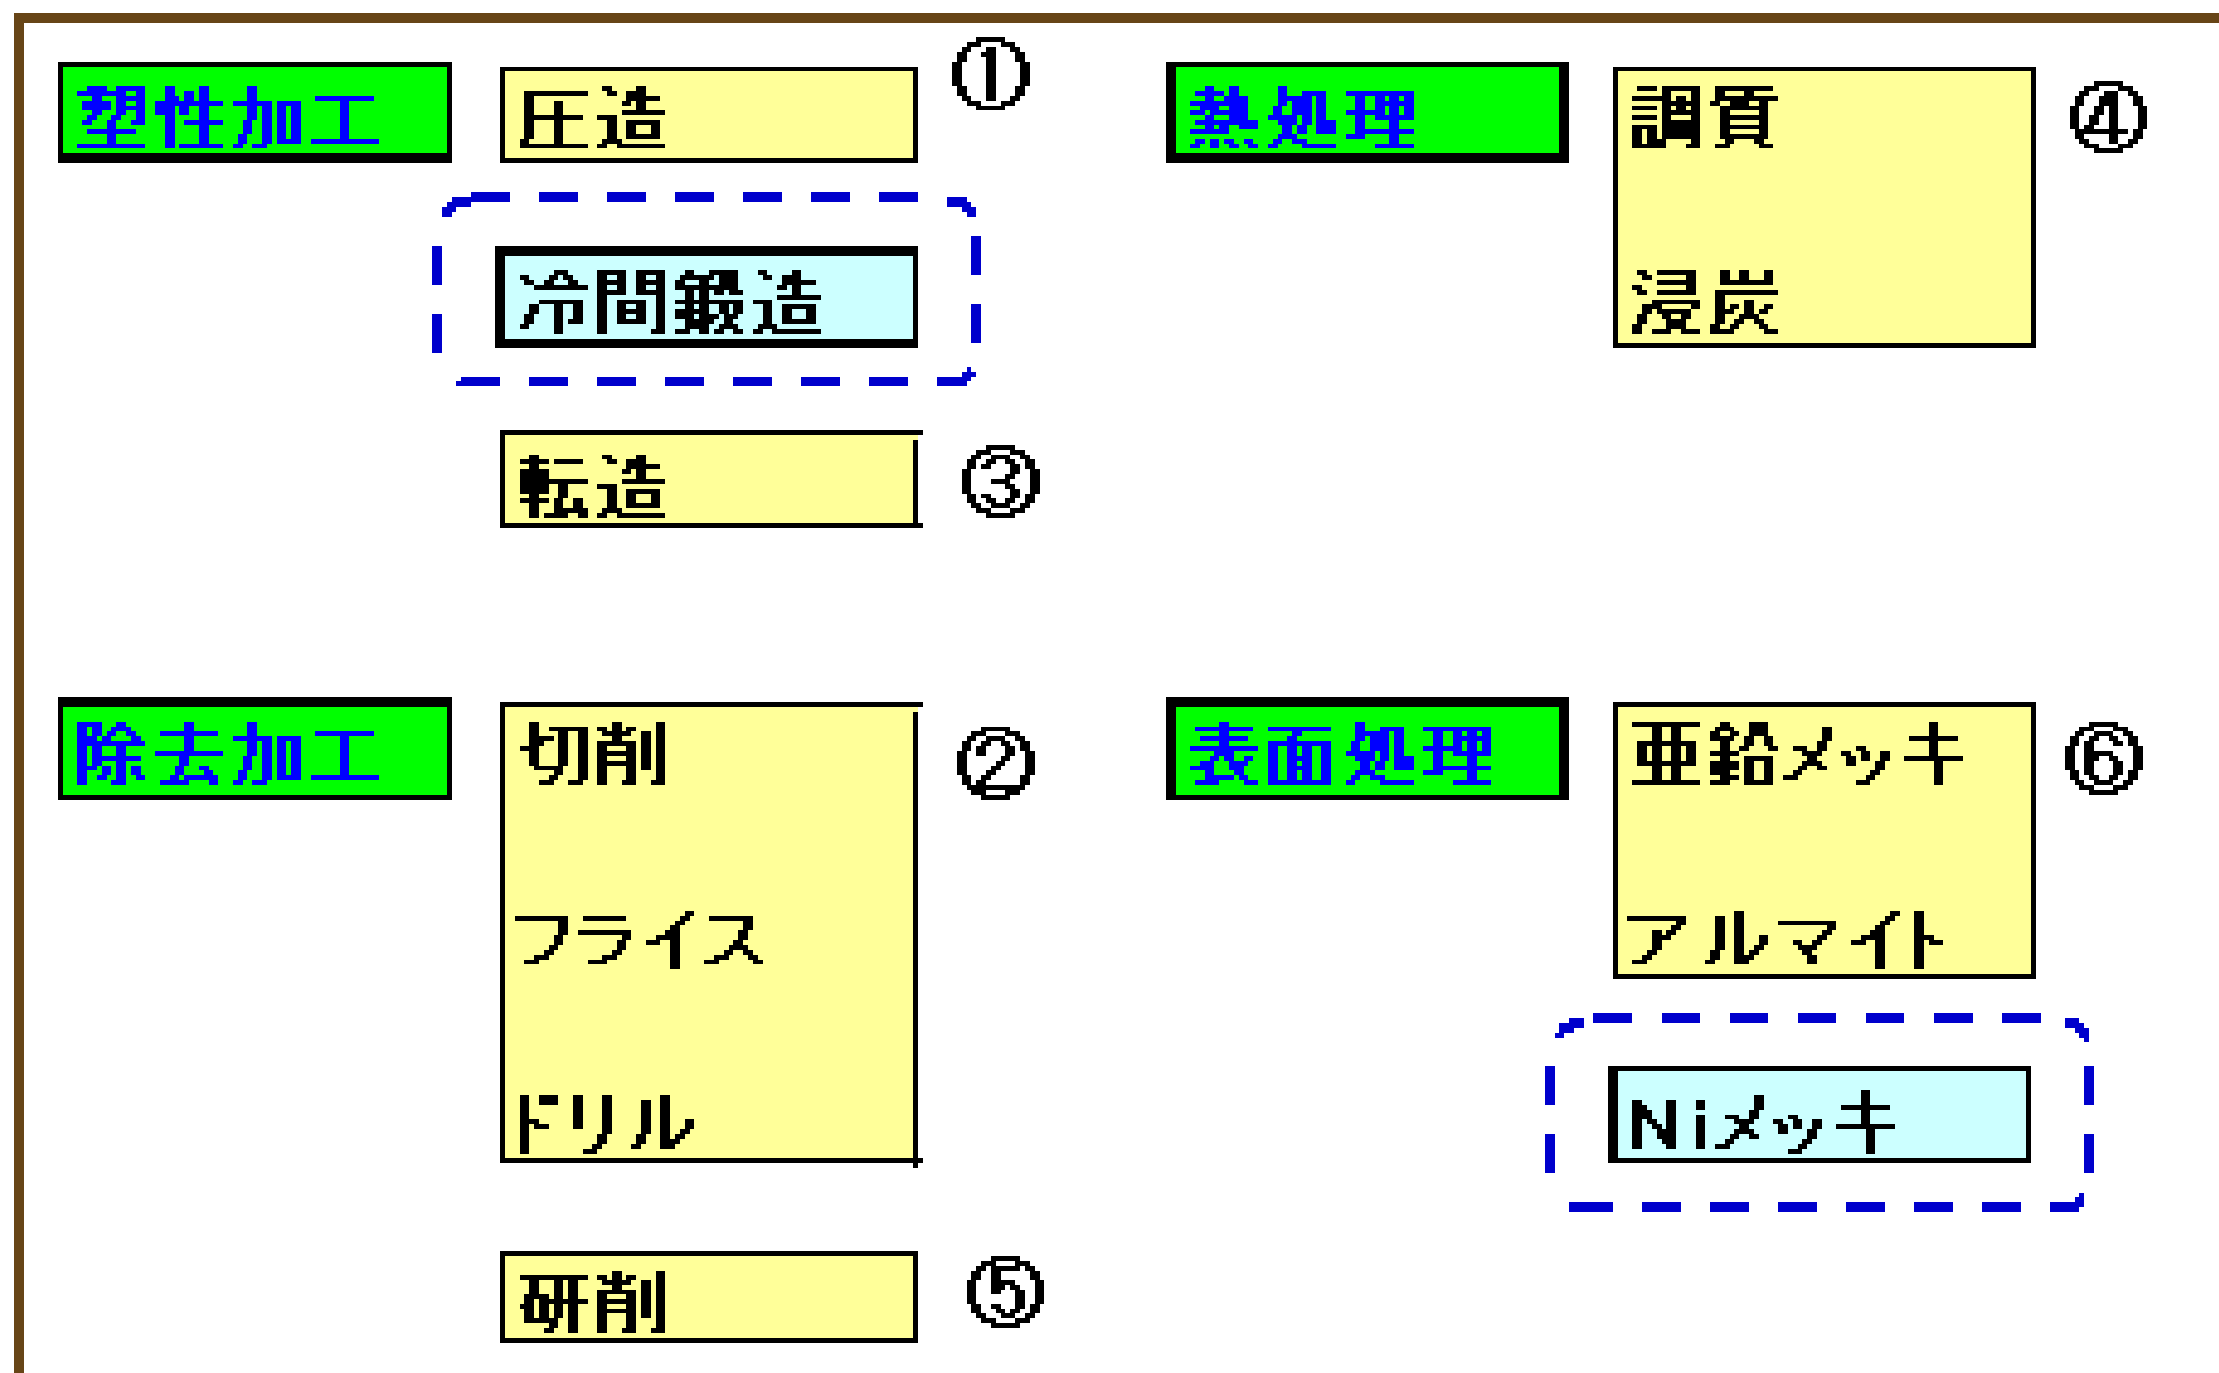 塑性加工
圧造
①
冷間鍛造
転造
③
熱処理
調質
④
浸炭
除去加工
切削
②
フライス
ドリル
研削
⑤
表面処理
亜鉛メッキ
⑥
アルマイト
Niメッキ